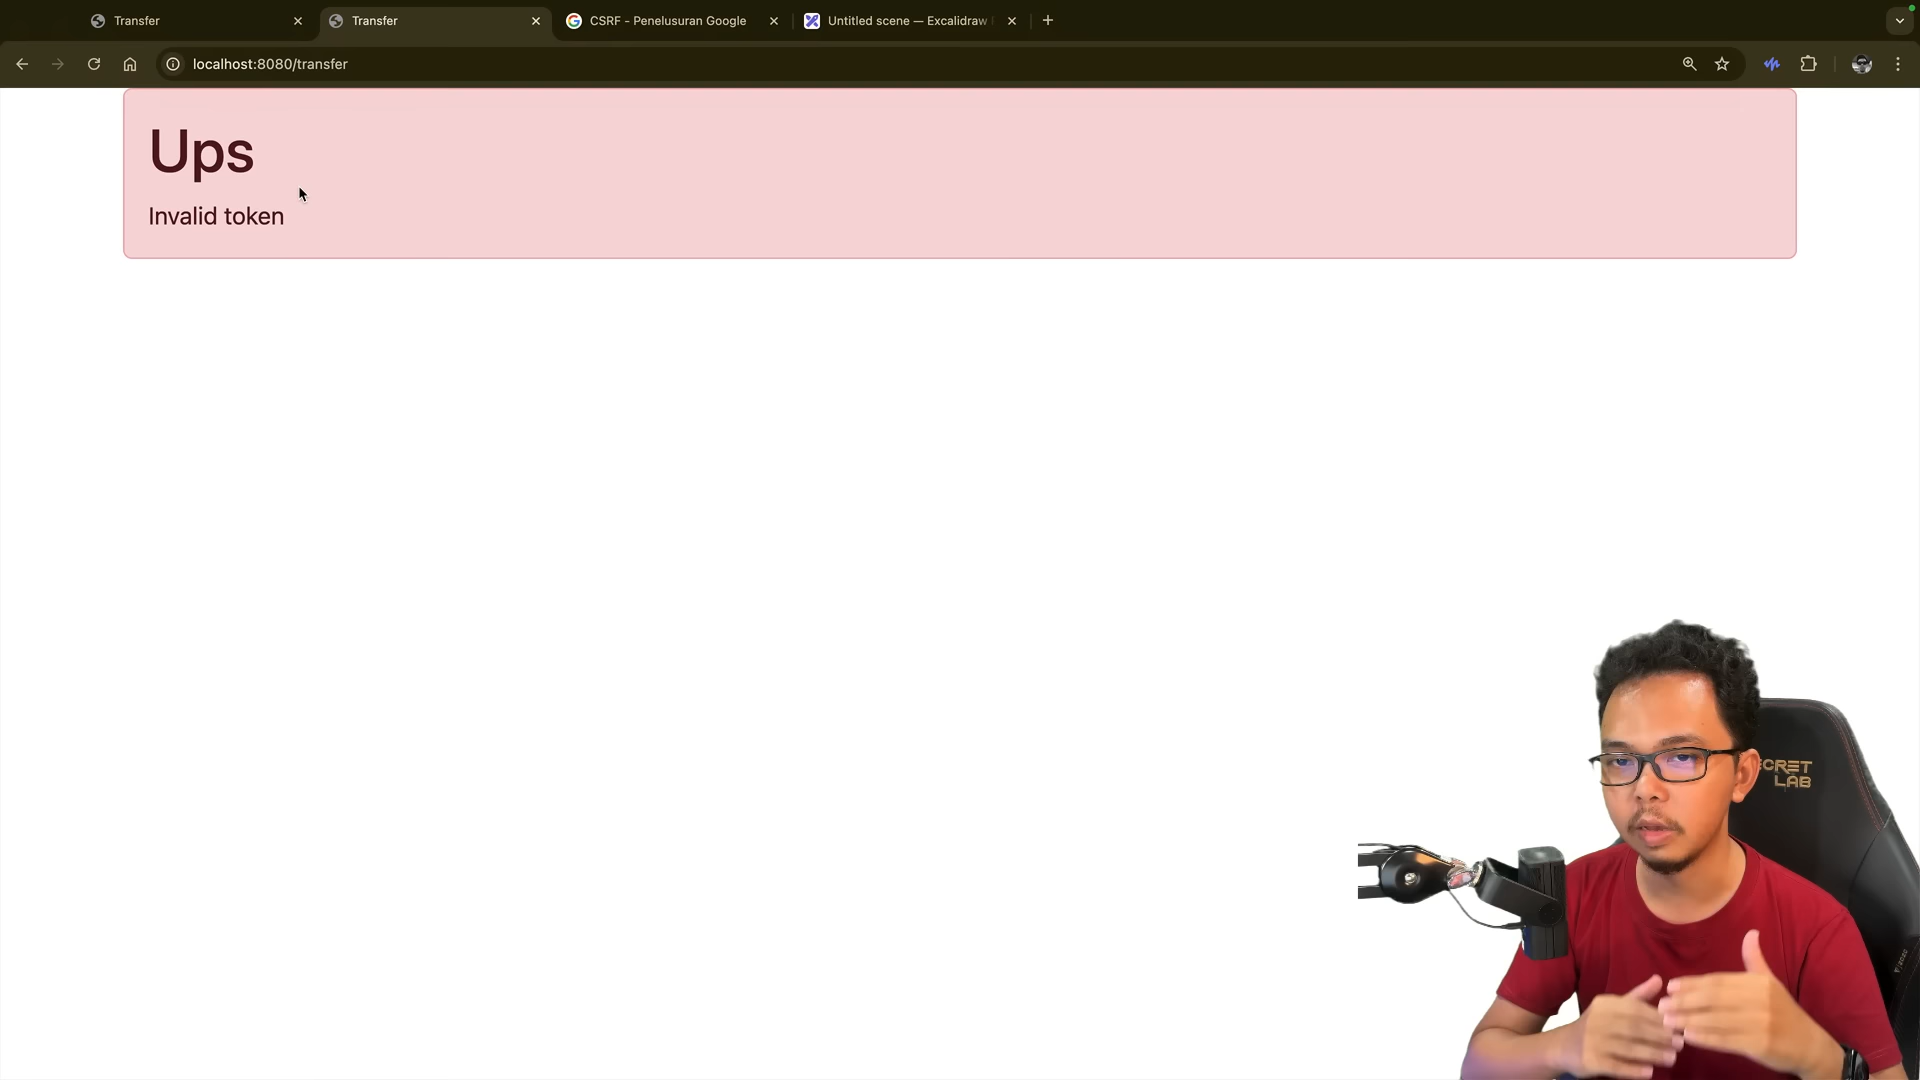 Transfer
Transfer
CSRF - Penelusuran Google
Untitled scene — Excalidraw
localhost:8080/transfer
Ups
Invalid token
CRET
LAB